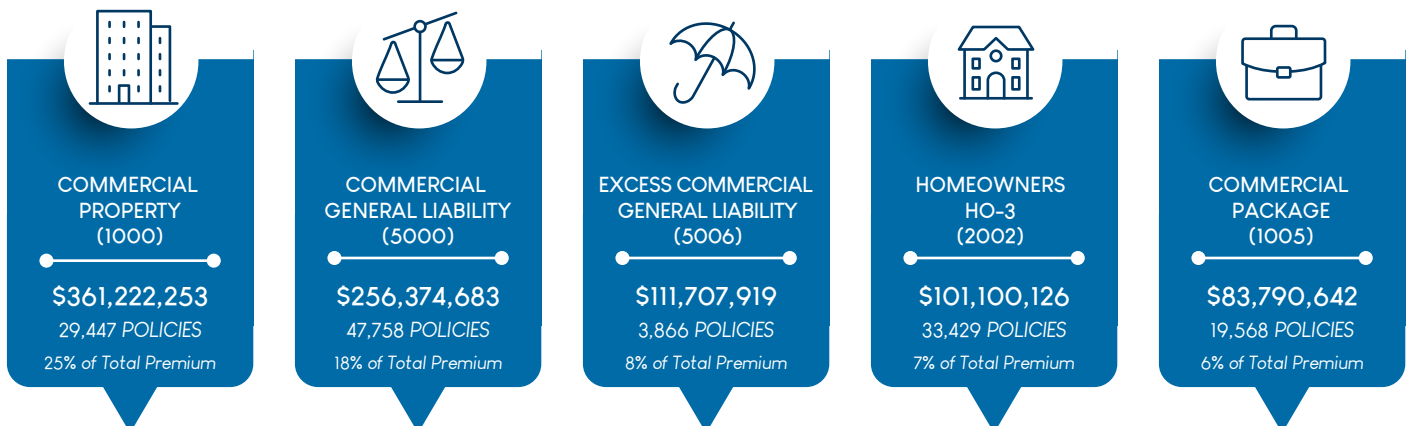 COMMERCIAL
PROPERTY
(1000)
$361,222,253
29,447 POLICIES
25% of Total Premium
COMMERCIAL
GENERAL LIABILITY
(5000)
$256,374,683
47,758 POLICIES
18% of Total Premium
EXCESS COMMERCIAL
GENERAL LIABILITY
(5006)
$111,707,919
3,866 POLICIES
8% of Total Premium
HOMEOWNERS
HO-3
(2002)
$101,100,126
33,429 POLICIES
7% of Total Premium
COMMERCIAL
PACKAGE
(1005)
$83,790,642
19,568 POLICIES
6% of Total Premium